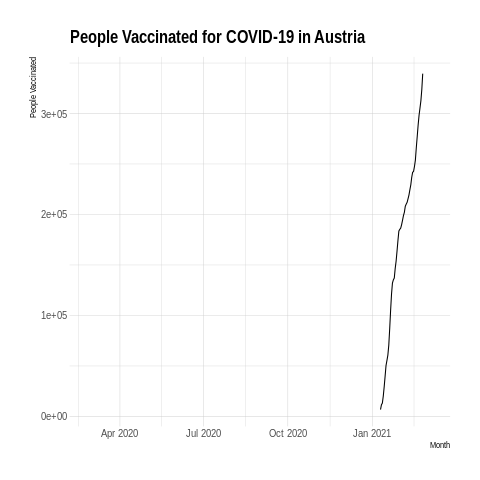 People Vaccinated for COVID-19 in Austria
People Vaccinated
3e+05
2e+05
1e+05
0e+00
Apr 2020 Jul 2020 Oct 2020 Jan 2021
Month